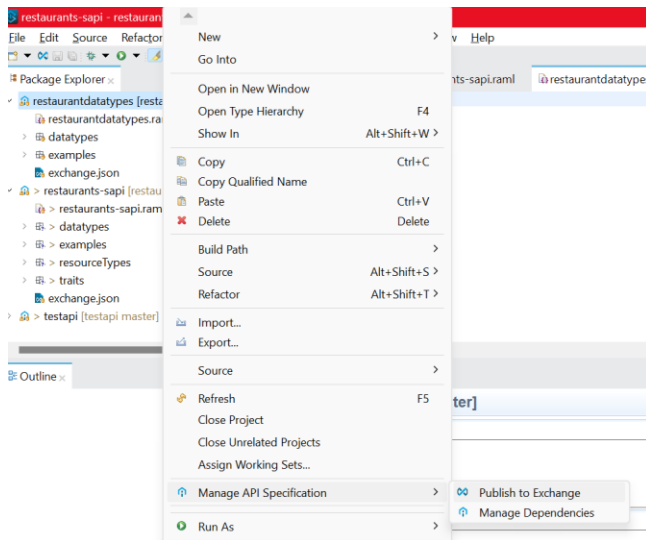 restaurants-sapi - restauran
File Edit Source Refactor
v Help
Package Explorer ×
nts-sapi.raml
restaurantdatatype
restaurantdatatypes [resta
restaurantdatatypes.ra
> datatypes
> examples
exchange.json
> restaurants-sapi [restau
> restaurants-sapi.ram
> > datatypes
> > examples
> > resourceTypes
> > traits
exchange.json
> > testapi [testapi master]
Outline ×
New >
Go Into
Open in New Window
Open Type Hierarchy F4
Show In Alt+Shift+W >
Copy Ctrl+C
Copy Qualified Name
Paste Ctrl+V
Delete Delete
Build Path >
Source Alt+Shift+S >
Refactor Alt+Shift+T >
Import...
Export...
Source >
Refresh F5
Close Project
Close Unrelated Projects
Assign Working Sets...
Manage API Specification >
Run As >
ter]
Publish to Exchange
Manage Dependencies